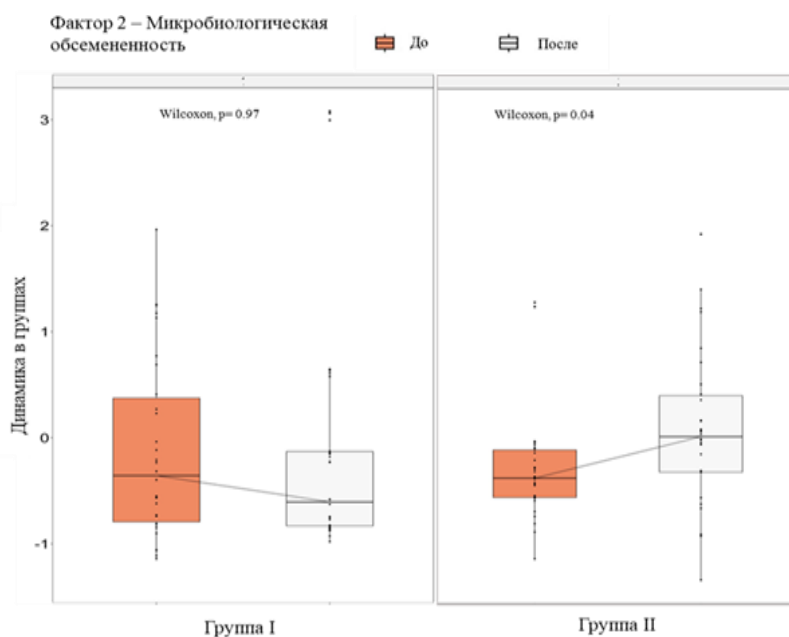 Фактор 2 – Микробиологическая
обсемененность
До
После
Wilcoxon, p= 0.97
Wilcoxon, p= 0.04
3
2
1
0
-1
Динамика в группах
Группа I
Группа II